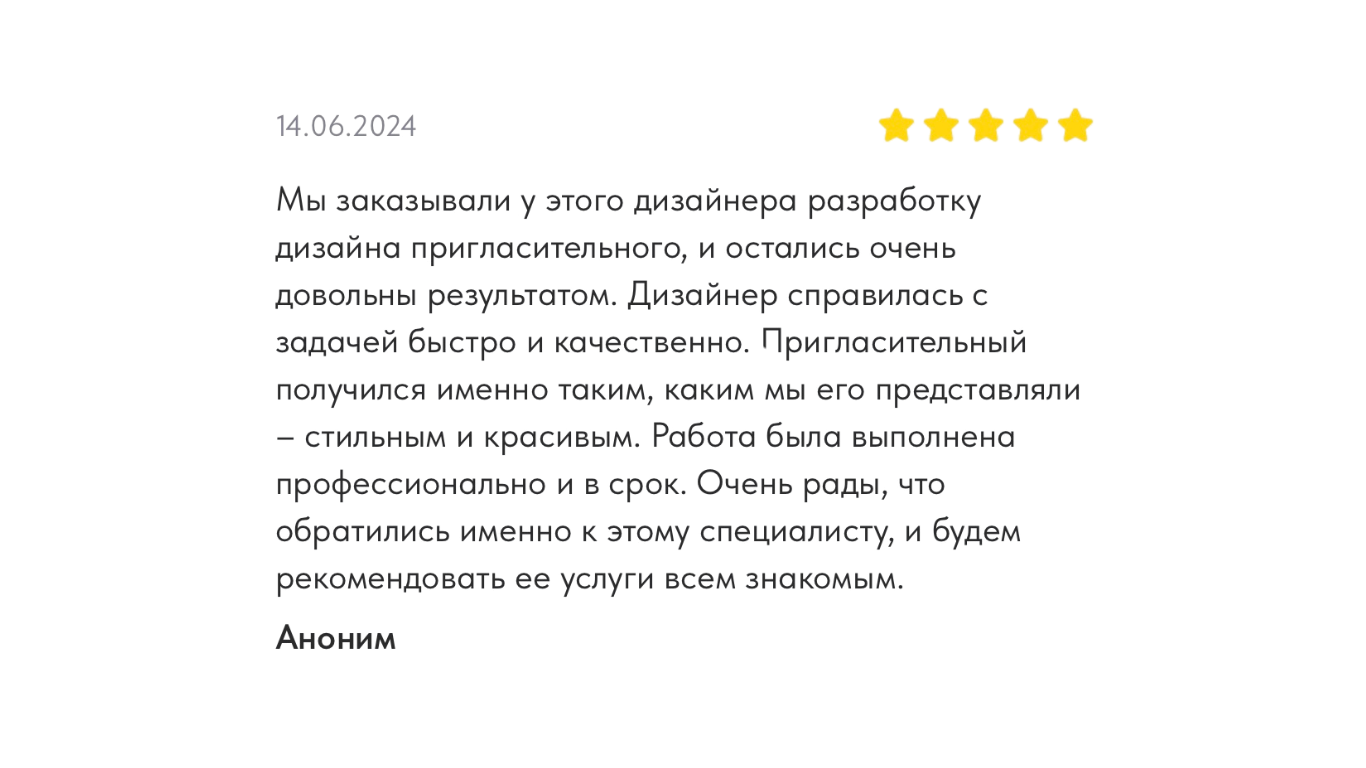 14.06.2024
Мы заказывали у этого дизайнера разработку
дизайна пригласительного, и остались очень
довольны результатом. Дизайнер справилась с
задачей быстро и качественно. Пригласительный
получился именно таким, каким мы его представляли
– стильным и красивым. Работа была выполнена
профессионально и в срок. Очень рады, что
обратились именно к этому специалисту, и будем
рекомендовать ее услуги всем знакомым.
Аноним